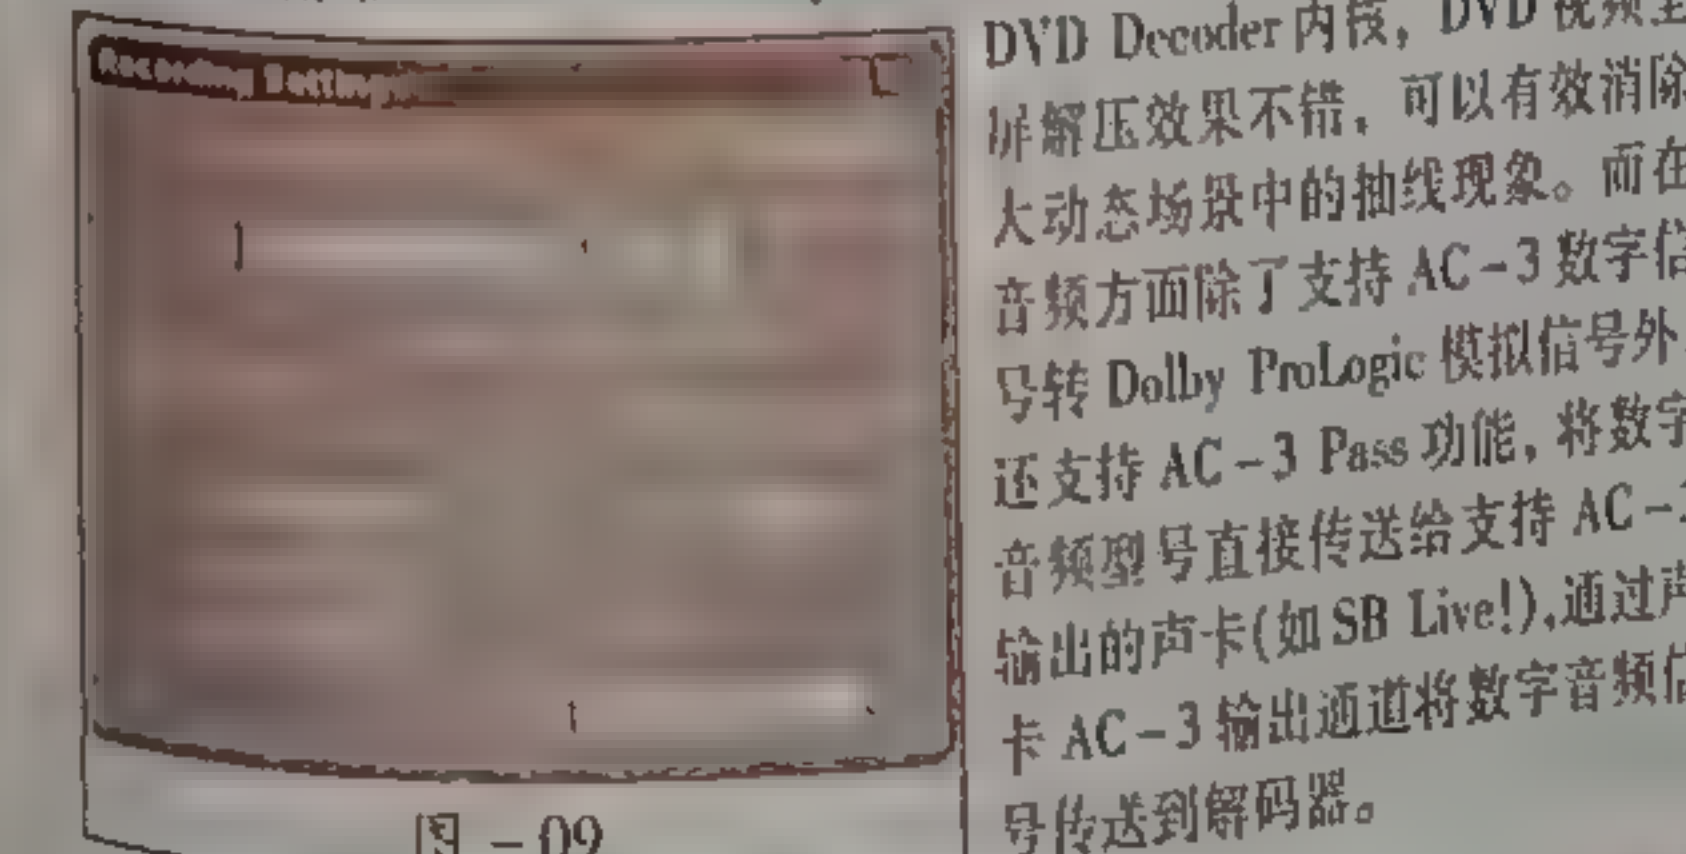 Recording Settings
图－09
DVD Decoder 内核，DVD 视频全
屏解压效果不错，可以有效消除
大动态场景中的抽线现象。而在
音频方面除了支持 AC－3 数字信
号转 Dolby ProLogic 模拟信号外，
还支持 AC－3 Pass 功能，将数字
音频型号直接传送给支持 AC－3
输出的声卡(如 SB Live!),通过声
卡 AC－3 输出通道将数字音频信
号传送到解码器。